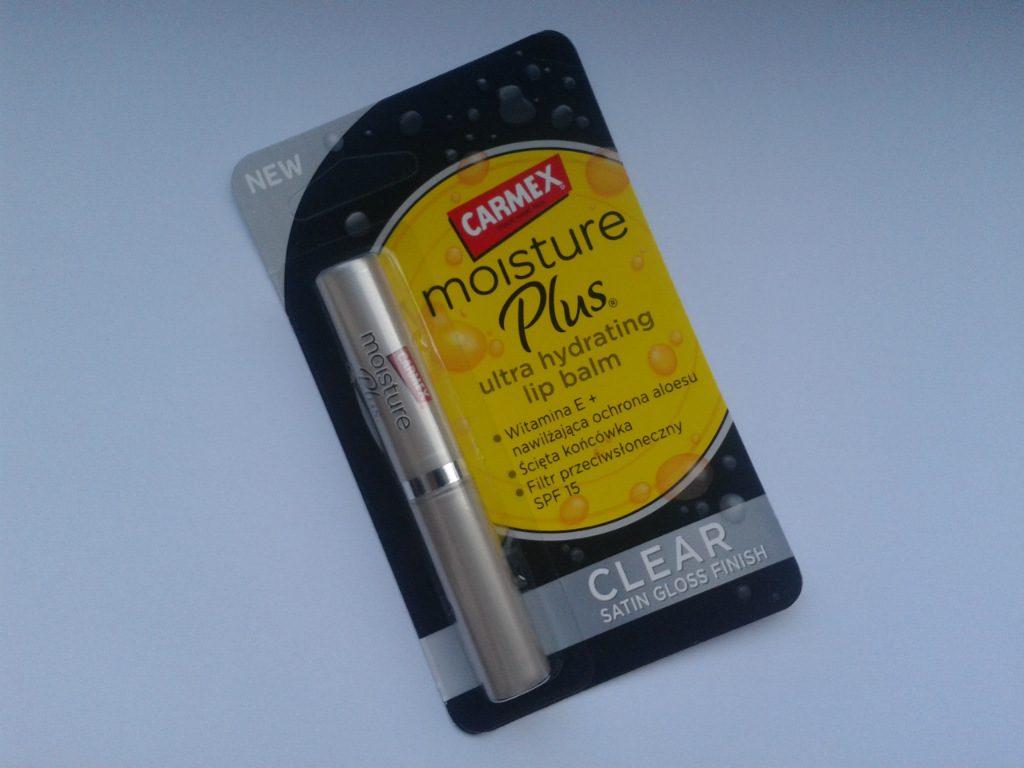 NEW
CARMEX
moisture
Plus®
ultra hydrating
lip balm
• Witamina E +
nawilżająca ochrona aloesu
• Ścięta końcówka
• Filtr przeciwsłoneczny
SPF 15
CLEAR
SATIN GLOSS FINISH
CARMEX
moisture
Plus